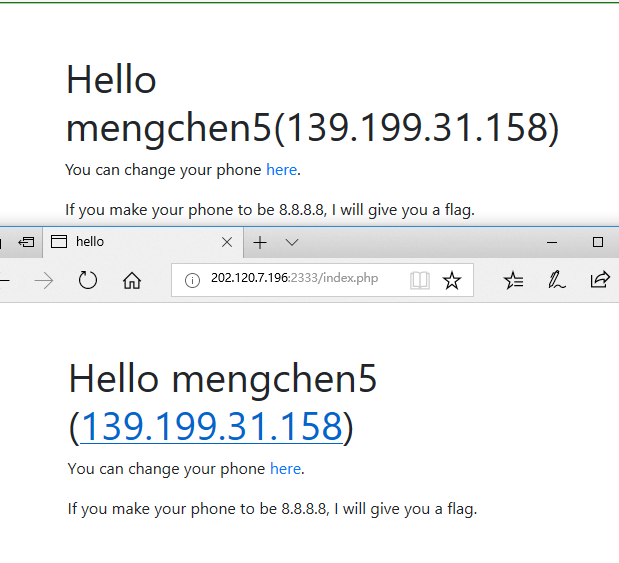 Hello
mengchen5(139.199.31.158)
You can change your phone here.
If you make your phone to be 8.8.8.8, I will give you a flag.
hello
202.120.7.196:2333/index.php
Hello mengchen5
(139.199.31.158)
You can change your phone here.
If you make your phone to be 8.8.8.8, I will give you a flag.